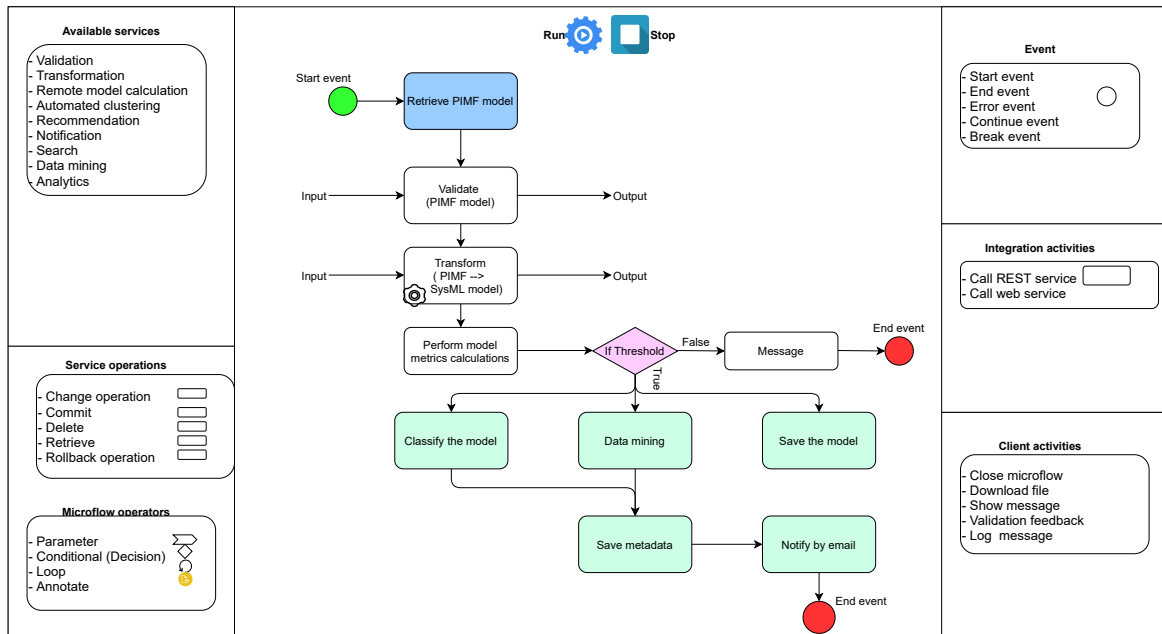 Available services
- Validation
- Transformation
- Remote model calculation
- Automated clustering
- Recommendation
- Notification
- Search
- Data mining
- Analytics
Service operations
- Change operation
- Commit
- Delete
- Retrieve
- Rollback operation
Microflow operators
- Parameter
- Conditional (Decision)
- Loop
- Annotate
Run
Stop
Start event
Retrieve PIMF model
Input
Validate
(PIMF model)
Output
Input
Transform
( PIMF -->
SysML model)
Output
Perform model
metrics calculations
If Threshold
False
Message
End event
True
Classify the model
Data mining
Save the model
Save metadata
Notify by email
End event
Event
- Start event
- End event
- Error event
- Continue event
- Break event
Integration activities
- Call REST service
- Call web service
Client activities
- Close microflow
- Download file
- Show message
- Validation feedback
- Log  message